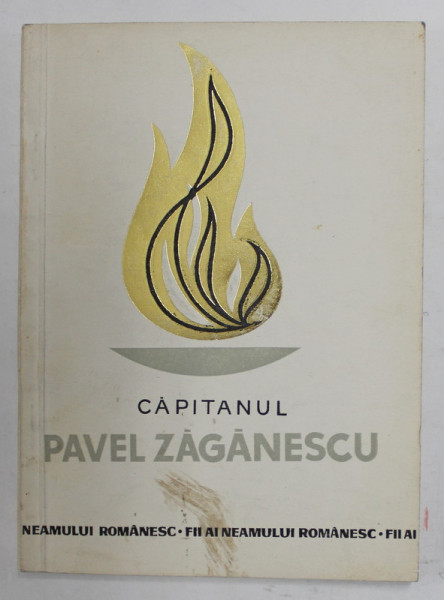 CĂPITANUL
PAVEL ZĂGĂNESCU
NEAMULUI ROMÂNESC · FII AI NEAMULUI ROMÂNESC · FII AI